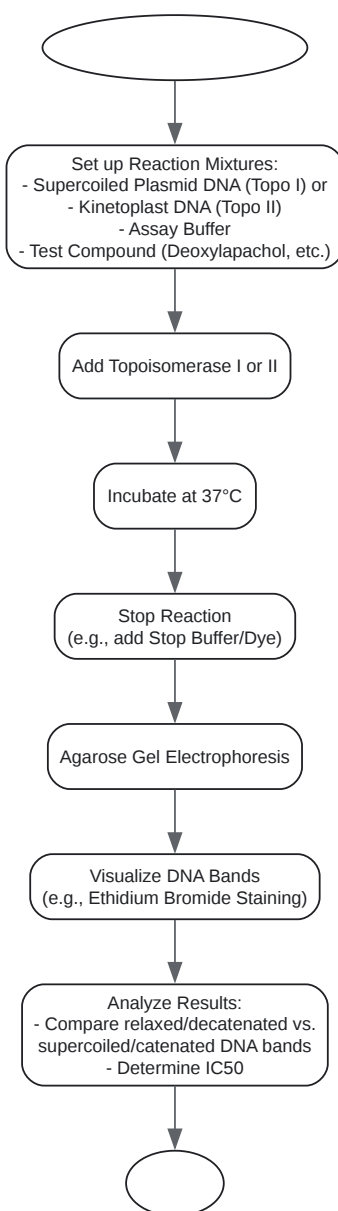 Set up Reaction Mixtures:
- Supercoiled Plasmid DNA (Topo I) or
- Kinetoplast DNA (Topo II)
- Assay Buffer
- Test Compound (Deoxylapachol, etc.)
Add Topoisomerase I or II
Incubate at 37°C
Stop Reaction
(e.g., add Stop Buffer/Dye)
Agarose Gel Electrophoresis
Visualize DNA Bands
(e.g., Ethidium Bromide Staining)
Analyze Results:
- Compare relaxed/decatenated vs.
supercoiled/catenated DNA bands
- Determine IC50